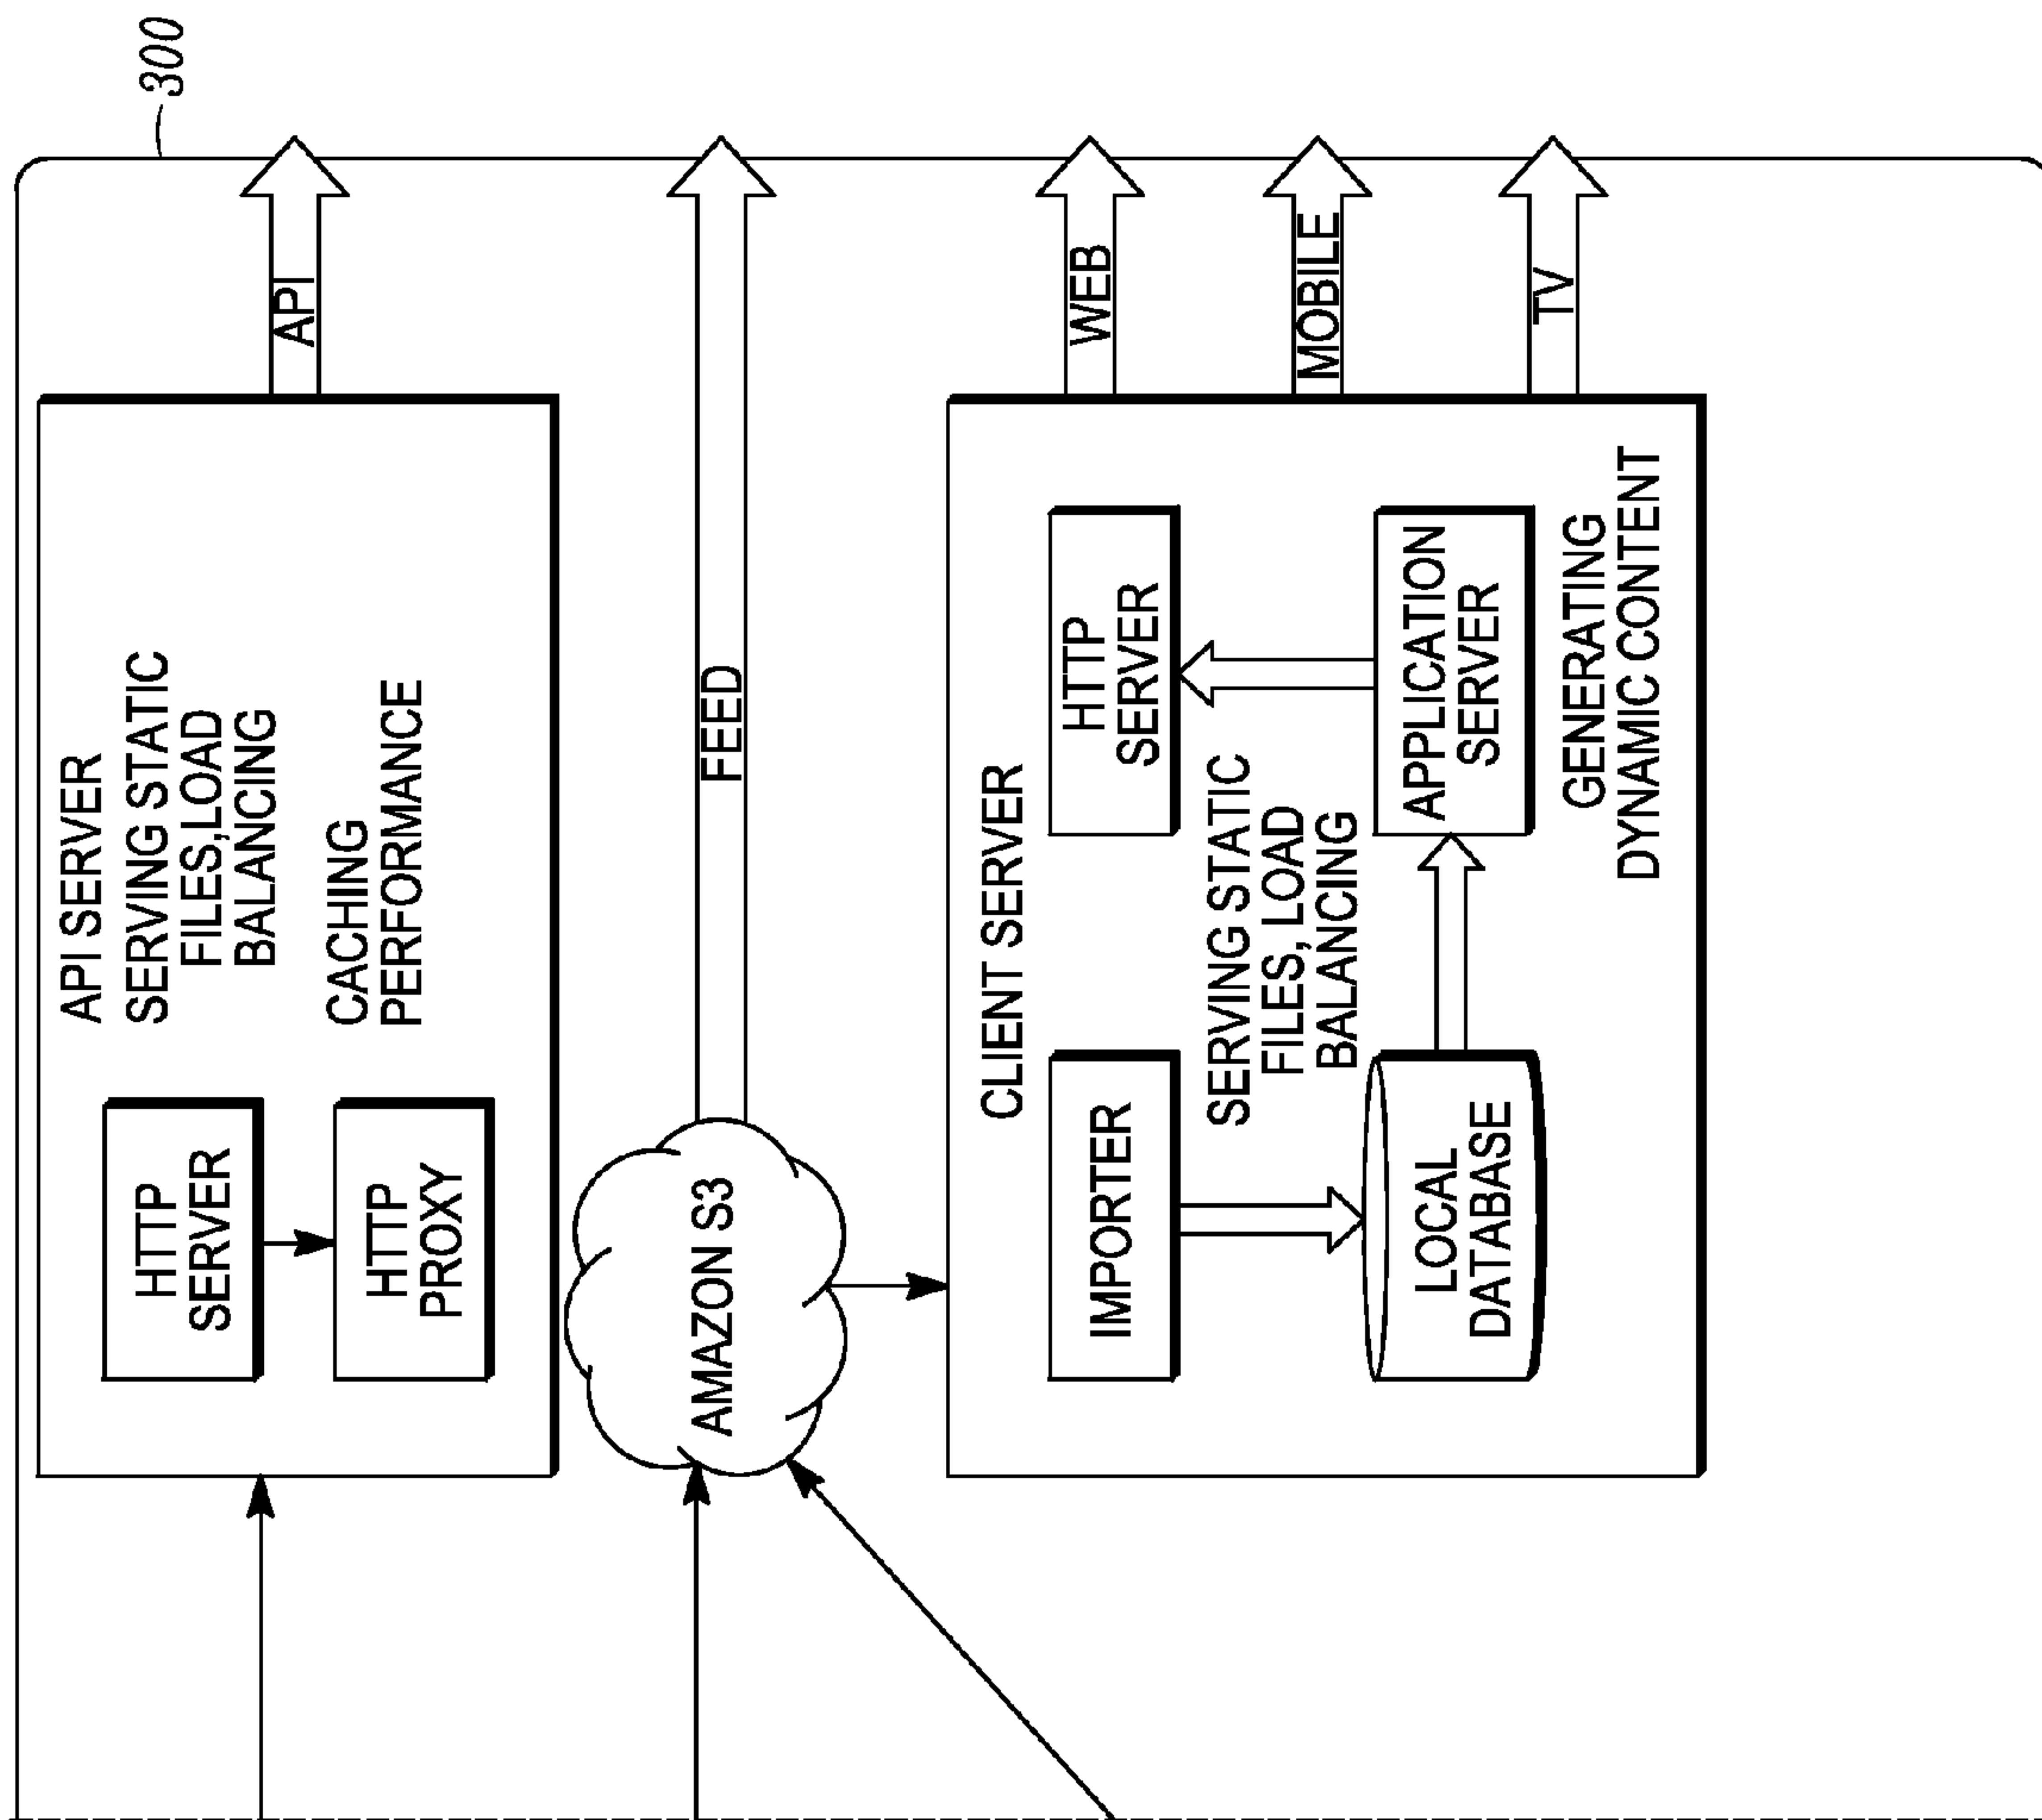 300
API SERVER
SERVING STATIC
FILES,LOAD
BALANCING
CACHING
PERFORMANCE
HTTP
SERVER
HTTP
PROXY
API
AMAZON S3
FEED
CLIENT SERVER
IMPORTER
HTTP
SERVER
SERVING STATIC
FILES, LOAD
BALANCING
LOCAL
DATABASE
APPLICATION
SERVER
GENERATING
DYNAMIC CONTENT
WEB
MOBILE
TV